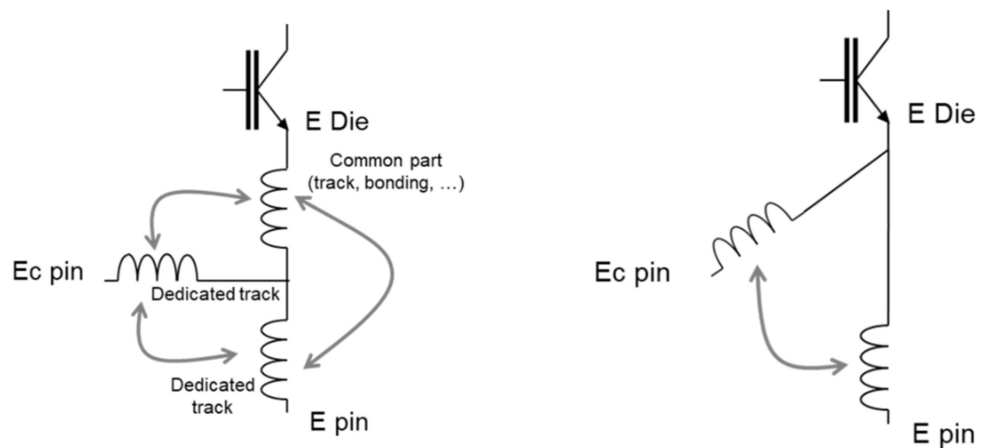 E Die
Common part
(track, bonding, ...)
Ec pin
Dedicated track
Dedicated
track
E pin
E Die
Ec pin
E pin